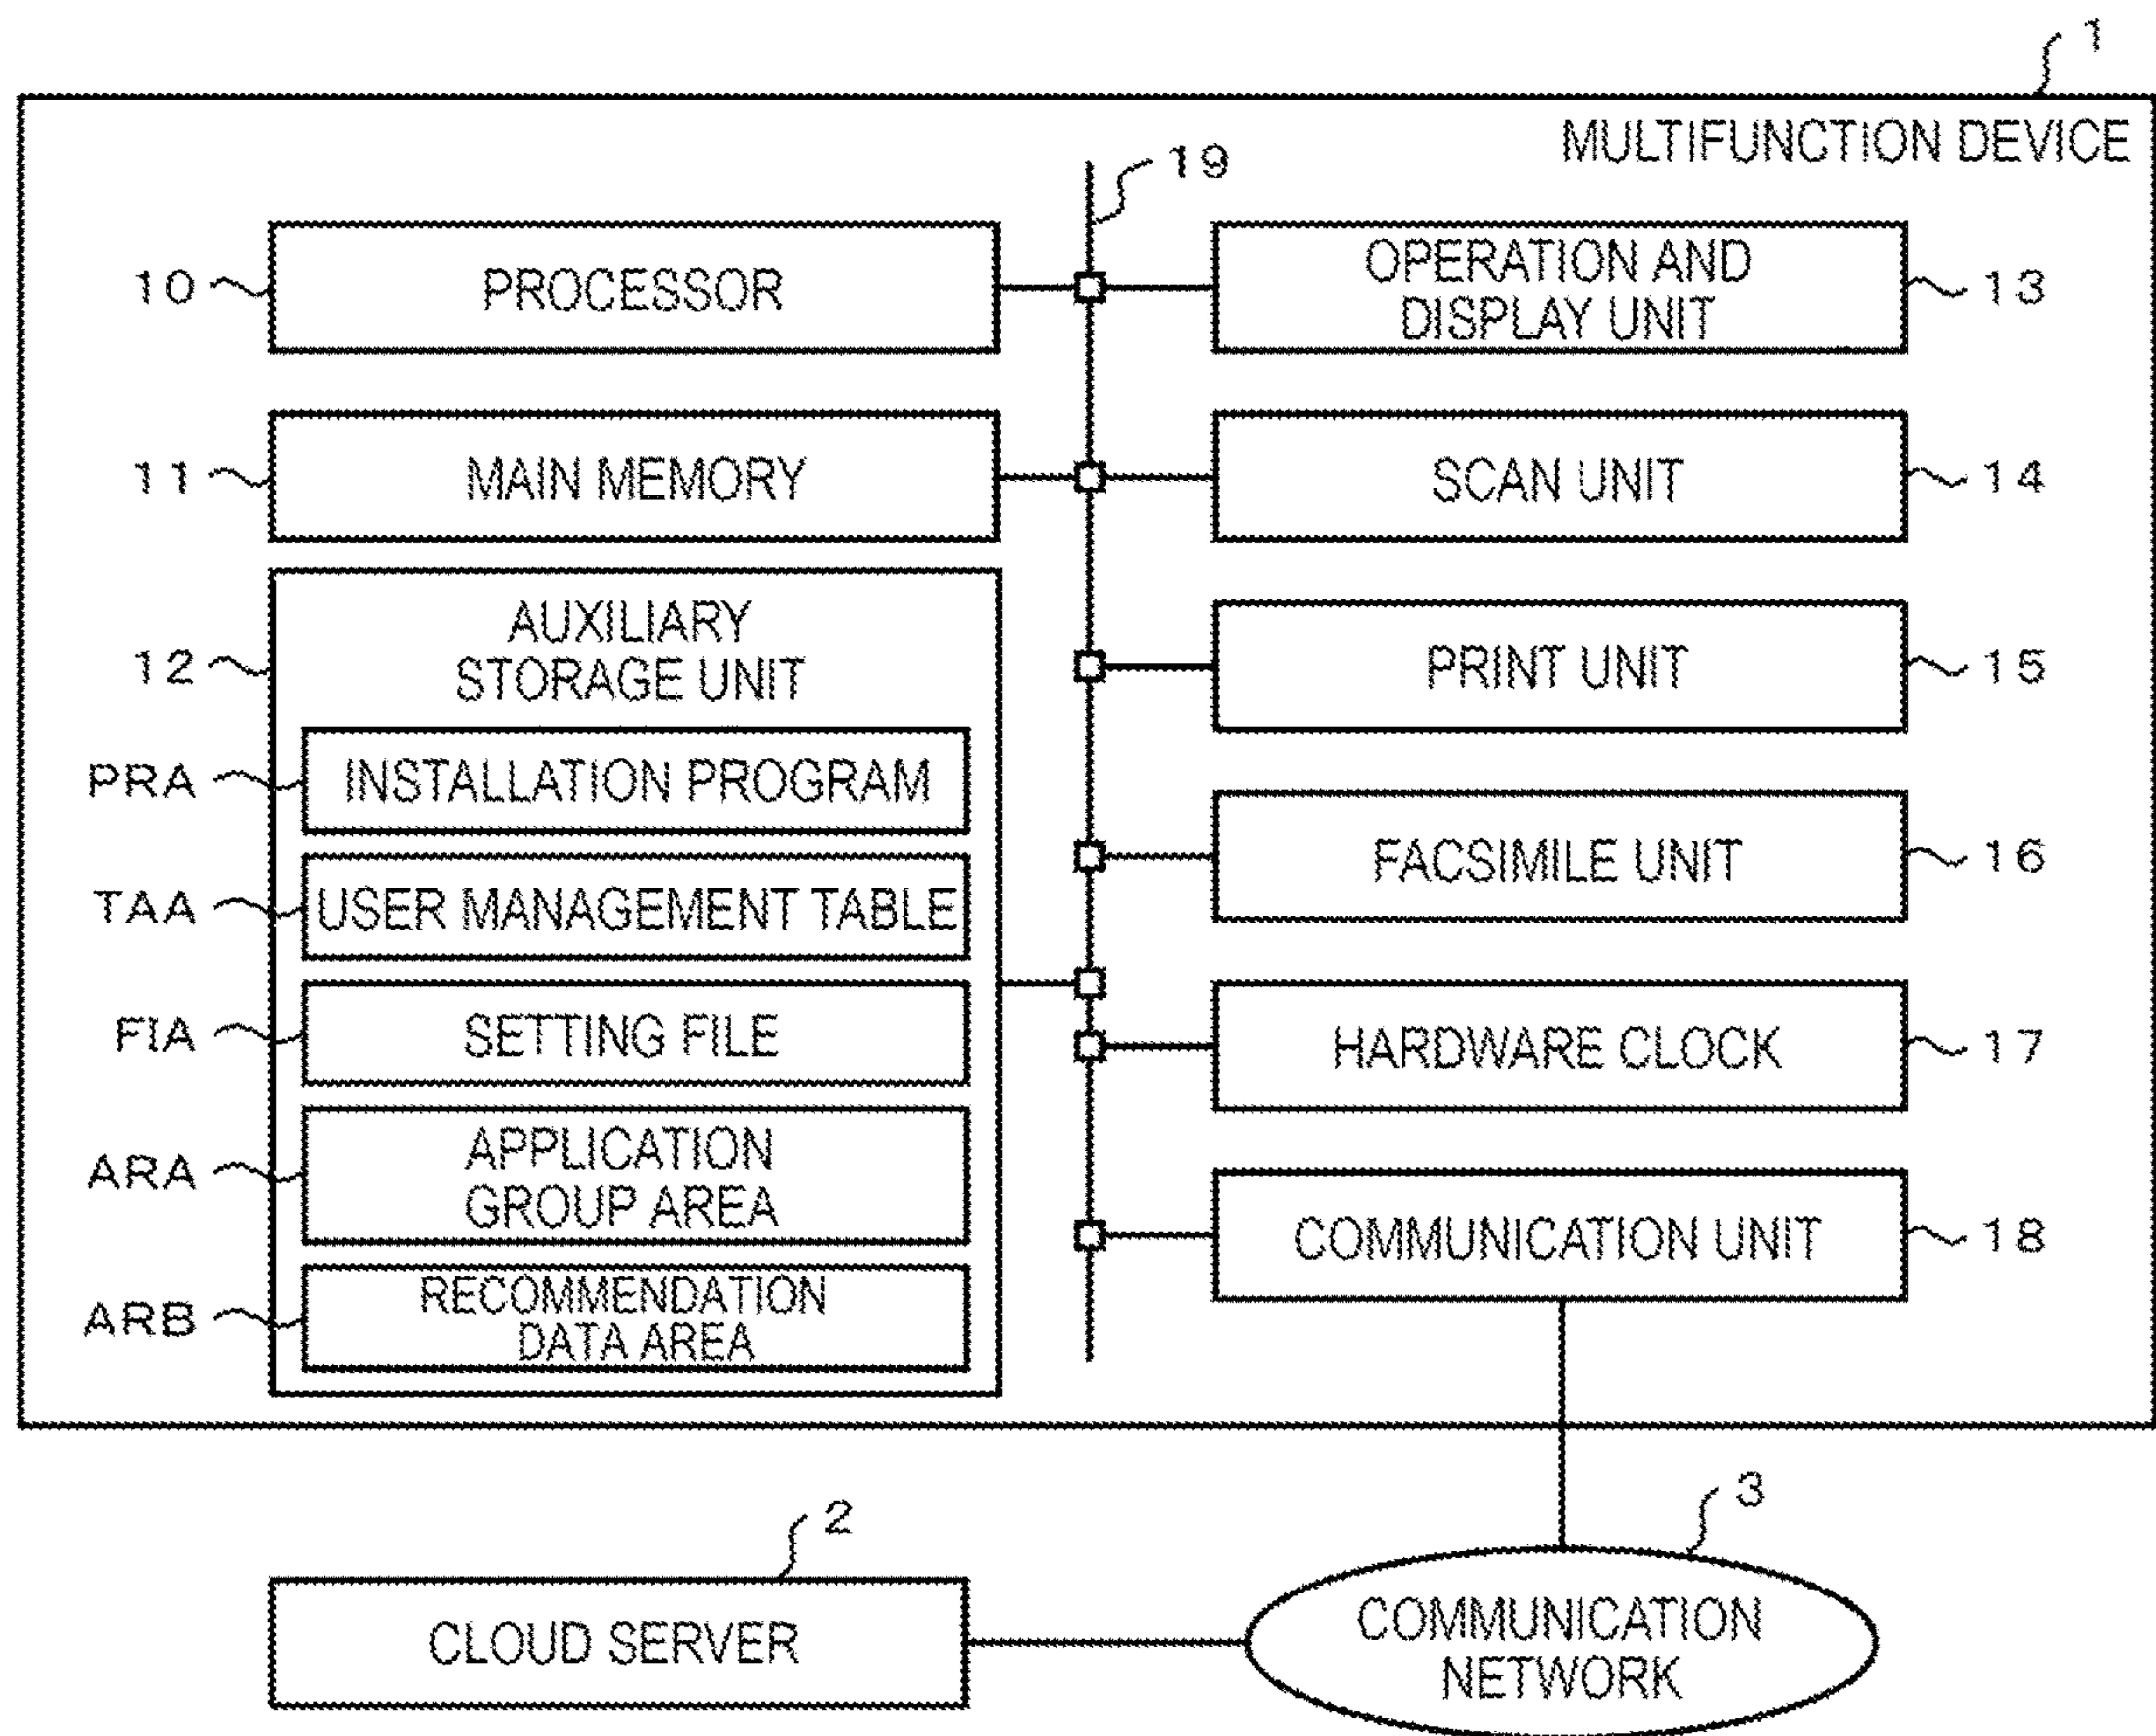 1
MULTIFUNCTION DEVICE
19
10
PROCESSOR
OPERATION AND
DISPLAY UNIT
13
11
MAIN MEMORY
SCAN UNIT
14
12
AUXILIARY
STORAGE UNIT
PRINT UNIT
15
PRA
INSTALLATION PROGRAM
FACSIMILE UNIT
16
TAA
USER MANAGEMENT TABLE
FIA
SETTING FILE
HARDWARE CLOCK
17
ARA
APPLICATION
GROUP AREA
COMMUNICATION UNIT
18
ARB
RECOMMENDATION
DATA AREA
2
CLOUD SERVER
3
COMMUNICATION
NETWORK